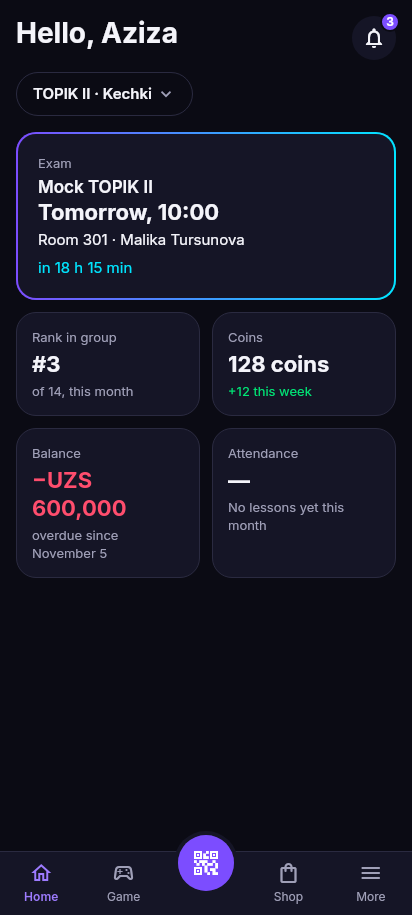 Hello, Aziza
3
TOPIK II · Kechki
Exam
Mock TOPIK II
Tomorrow, 10:00
Room 301 · Malika Tursunova
in 18 h 15 min
Rank in group
#3
of 14, this month
Coins
128 coins
+12 this week
Balance
−UZS
600,000
overdue since
November 5
Attendance
—
No lessons yet this
month
Home
Game
Shop
More